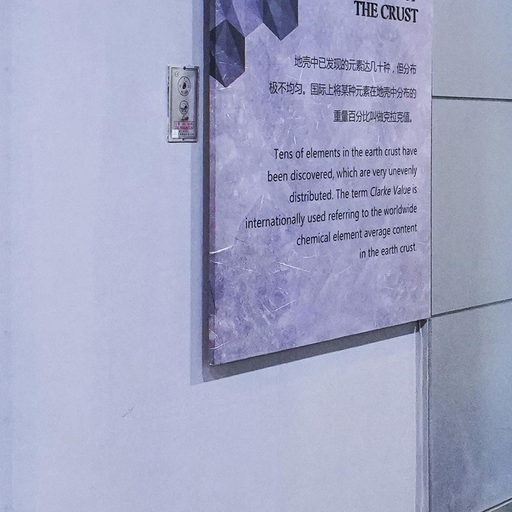 THE CRUST
地壳中已发现的元素达几十种，但分布
极不均匀。国际上将某种元素在地壳中分布的
重量百分比叫做克拉克值。
Tens of elements in the earth crust have
been discovered, which are very unevenly
distributed. The term Clarke Value is
internationally used referring to the worldwide
chemical element average content
in the earth crust.